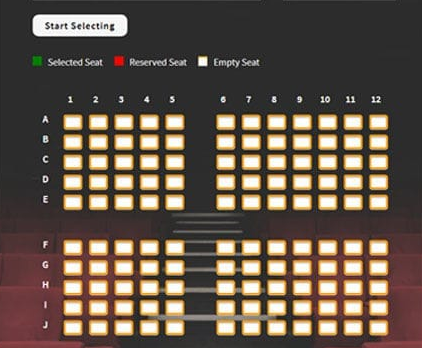 Start Selecting
Selected Seat Reserved Seat Empty Seat
1 2 3 4 5 6 7 8 9 10 11 12
A
B
C
D
E
F
G
H
I
J